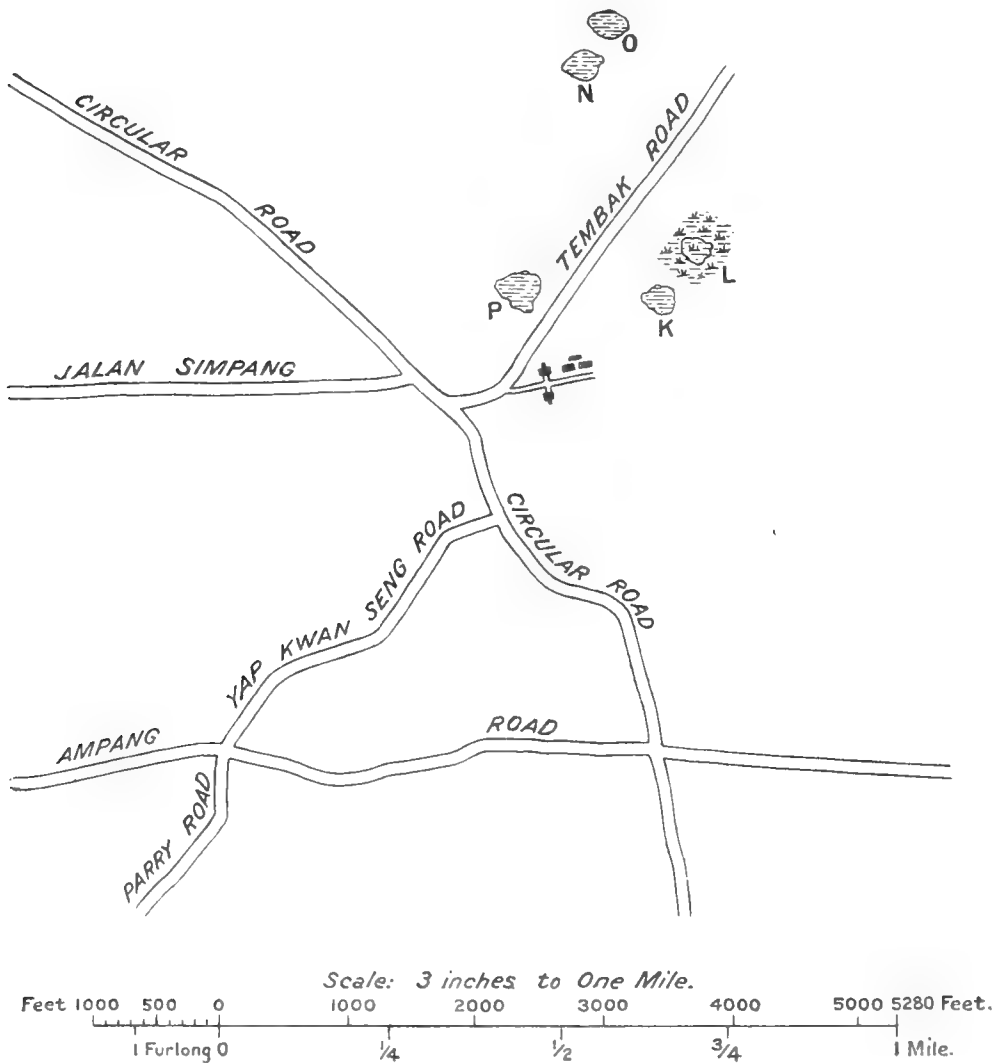 O
N
CIRCULAR ROAD
TEMBAK ROAD
L
P
K
JALAN SIMPANG
CIRCULAR ROAD
YAP KWAN SENG ROAD
AMPANG ROAD
PARRY ROAD
Scale: 3 inches to One Mile.
Feet 1000 500 0 1000 2000 3000 4000 5000 5280 Feet.
1 Furlong 0 1/4 1/2 3/4 1 Mile.